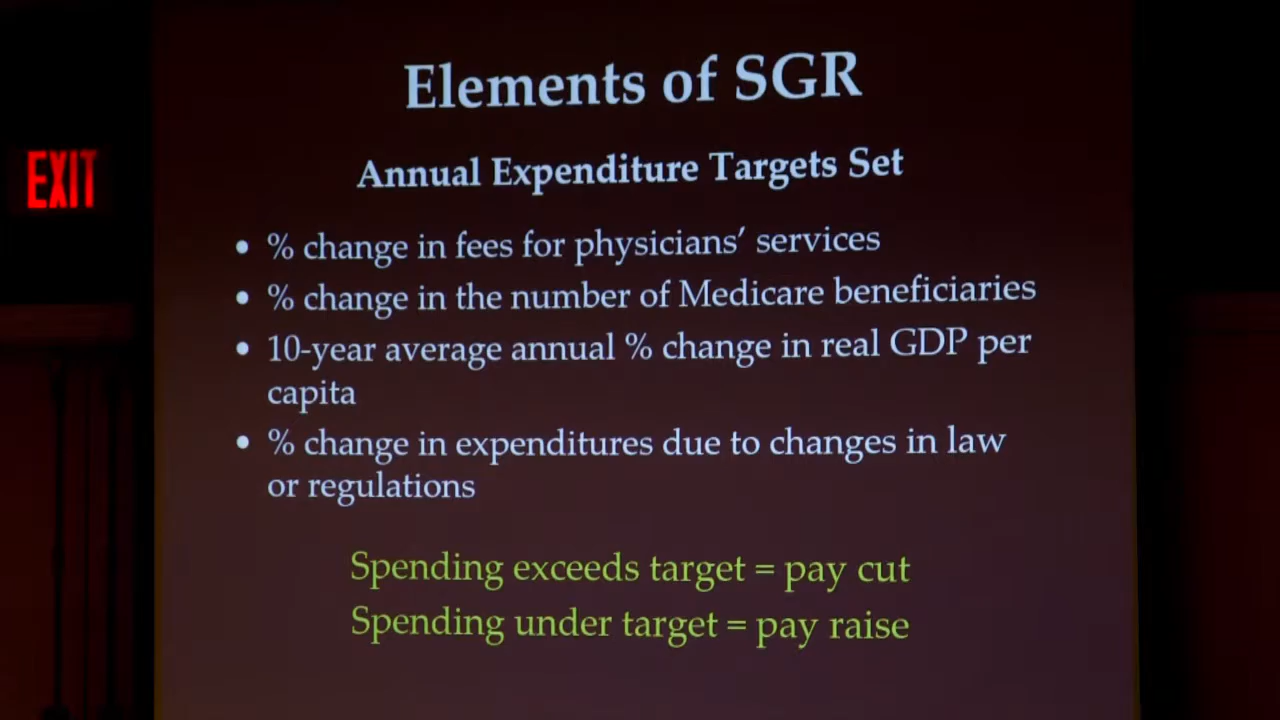 Elements of SGR
EXIT
Annual Expenditure Targets Set
• % change in fees for physicians’ services
• % change in the number of Medicare beneficiaries
• 10-year average annual % change in real GDP per
capita
• % change in expenditures due to changes in law
or regulations
Spending exceeds target = pay cut
Spending under target = pay raise